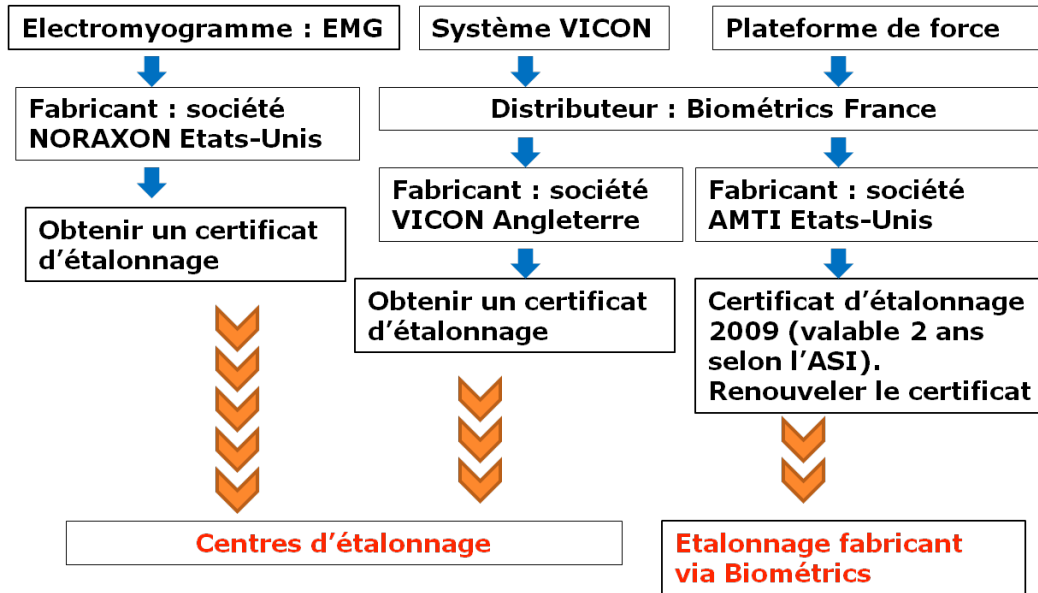 Electromyogramme : EMG
Système VICON
Plateforme de force
Fabricant : société
NORAXON Etats-Unis
Distributeur : Biométrics France
Fabricant : société
VICON Angleterre
Fabricant : société
AMTI Etats-Unis
Obtenir un certificat
d’étalonnage
Obtenir un certificat
d’étalonnage
Certificat d’étalonnage
2009 (valable 2 ans
selon l’ASI).
Renouveler le certificat
Centres d’étalonnage
Etalonnage fabricant
via Biométrics